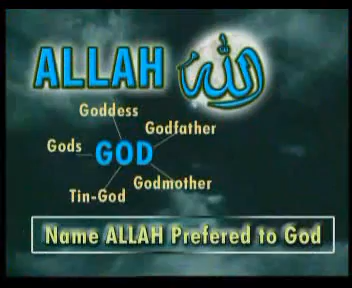 ALLAH الله
Goddess
Godfather
Gods
GOD
Godmother
Tin-God
Name ALLAH Prefered to God